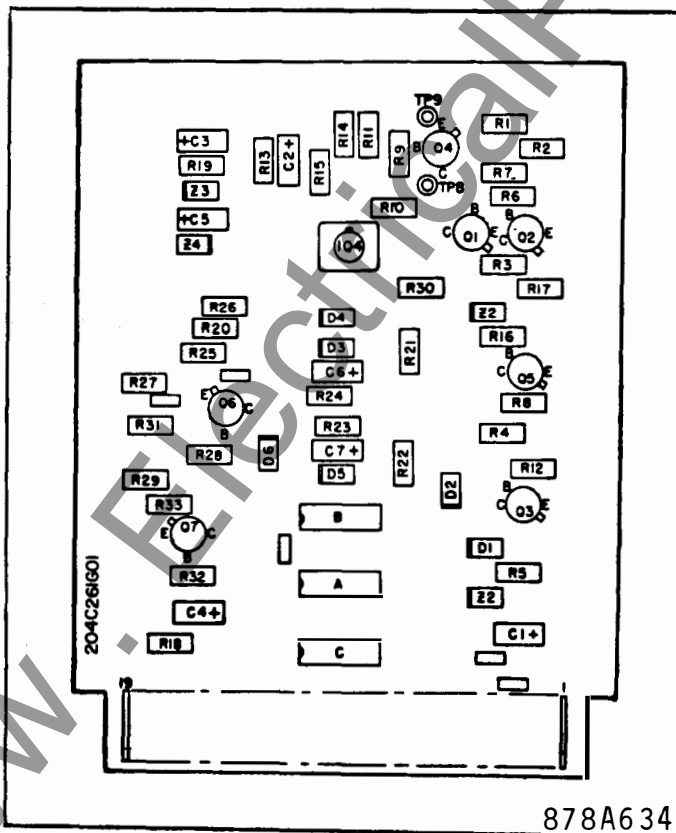 TP9
R1
+C3
R14
R11
E
B
Q4
C
R2
R13
C2+
R9
R19
R15
R7
TP8
Z3
R6
R10
+C5
B
B
C
Q1
E
C
Q2
E
Z4
IQ4
R3
R30
R17
R26
D4
Z2
R20
R21
R16
R25
D3
B
C6+
C
Q5
E
R27
E
Q6
C
R24
R8
R31
B
R23
R4
R28
D6
C7+
R22
R12
R29
D5
D2
B
R33
C
Q3
E
Q7
E
C
B
B
D1
R32
A
R5
Z2
C4+
C1+
R18
C
204C261G01
19
1
878A634
w . ElectricalP